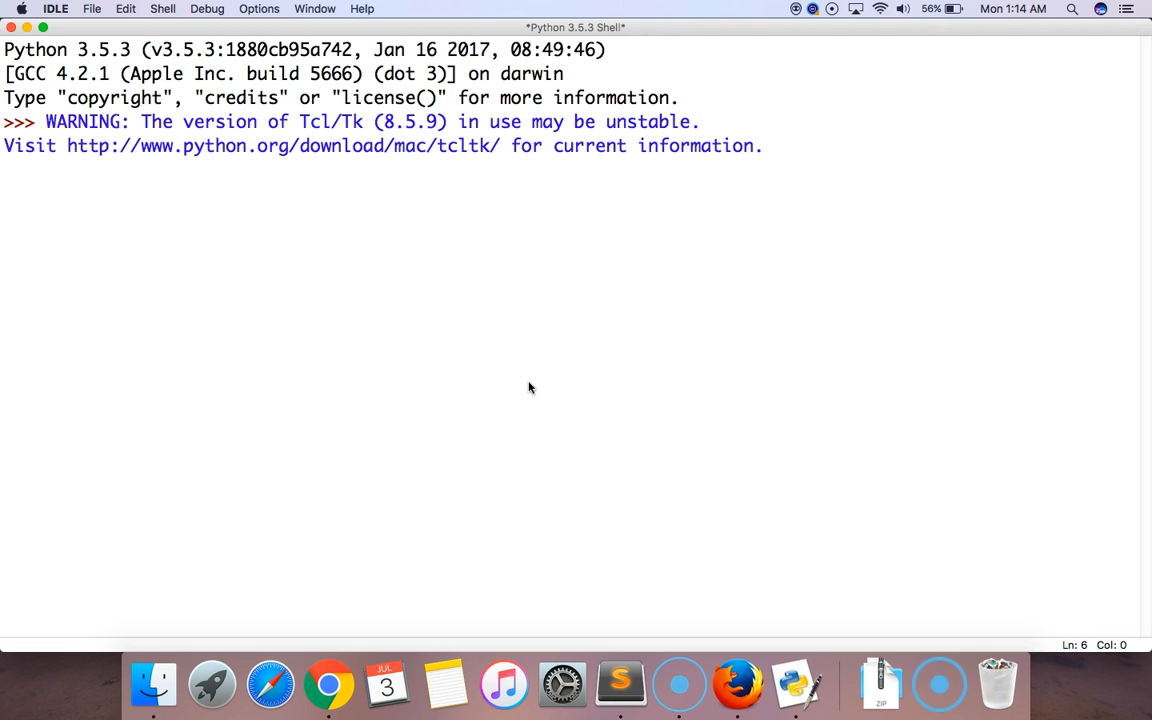 IDLE File Edit Shell Debug Options Window Help 56% Mon 1:14 AM
*Python 3.5.3 Shell*
Python 3.5.3 (v3.5.3:1880cb95a742, Jan 16 2017, 08:49:46)
[GCC 4.2.1 (Apple Inc. build 5666) (dot 3)] on darwin
Type "copyright", "credits" or "license()" for more information.
>>> WARNING: The version of Tcl/Tk (8.5.9) in use may be unstable.
Visit http://www.python.org/download/mac/tcltk/ for current information.
Ln: 6 Col: 0
JUL
3
S
ZIP